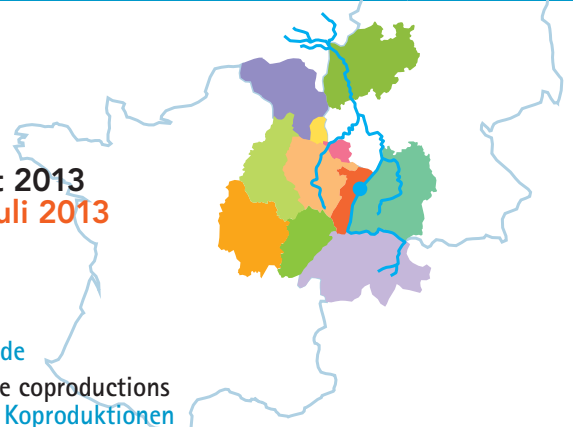 t 2013
uli 2013
de
e coproductions
Koproduktionen